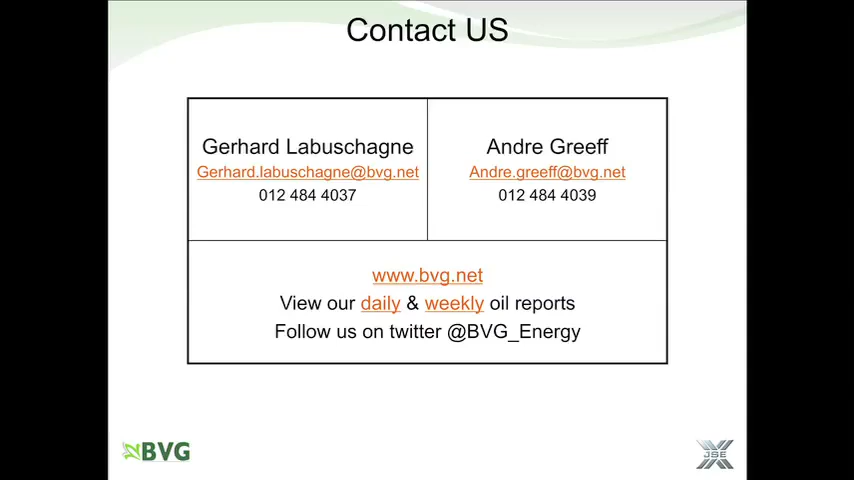 Contact US
Gerhard Labuschagne
Gerhard.labuschagne@bvg.net
012 484 4037
Andre Greeff
Andre.greeff@bvg.net
012 484 4039
www.bvg.net
View our daily & weekly oil reports
Follow us on twitter @BVG_Energy
BVG
JSE